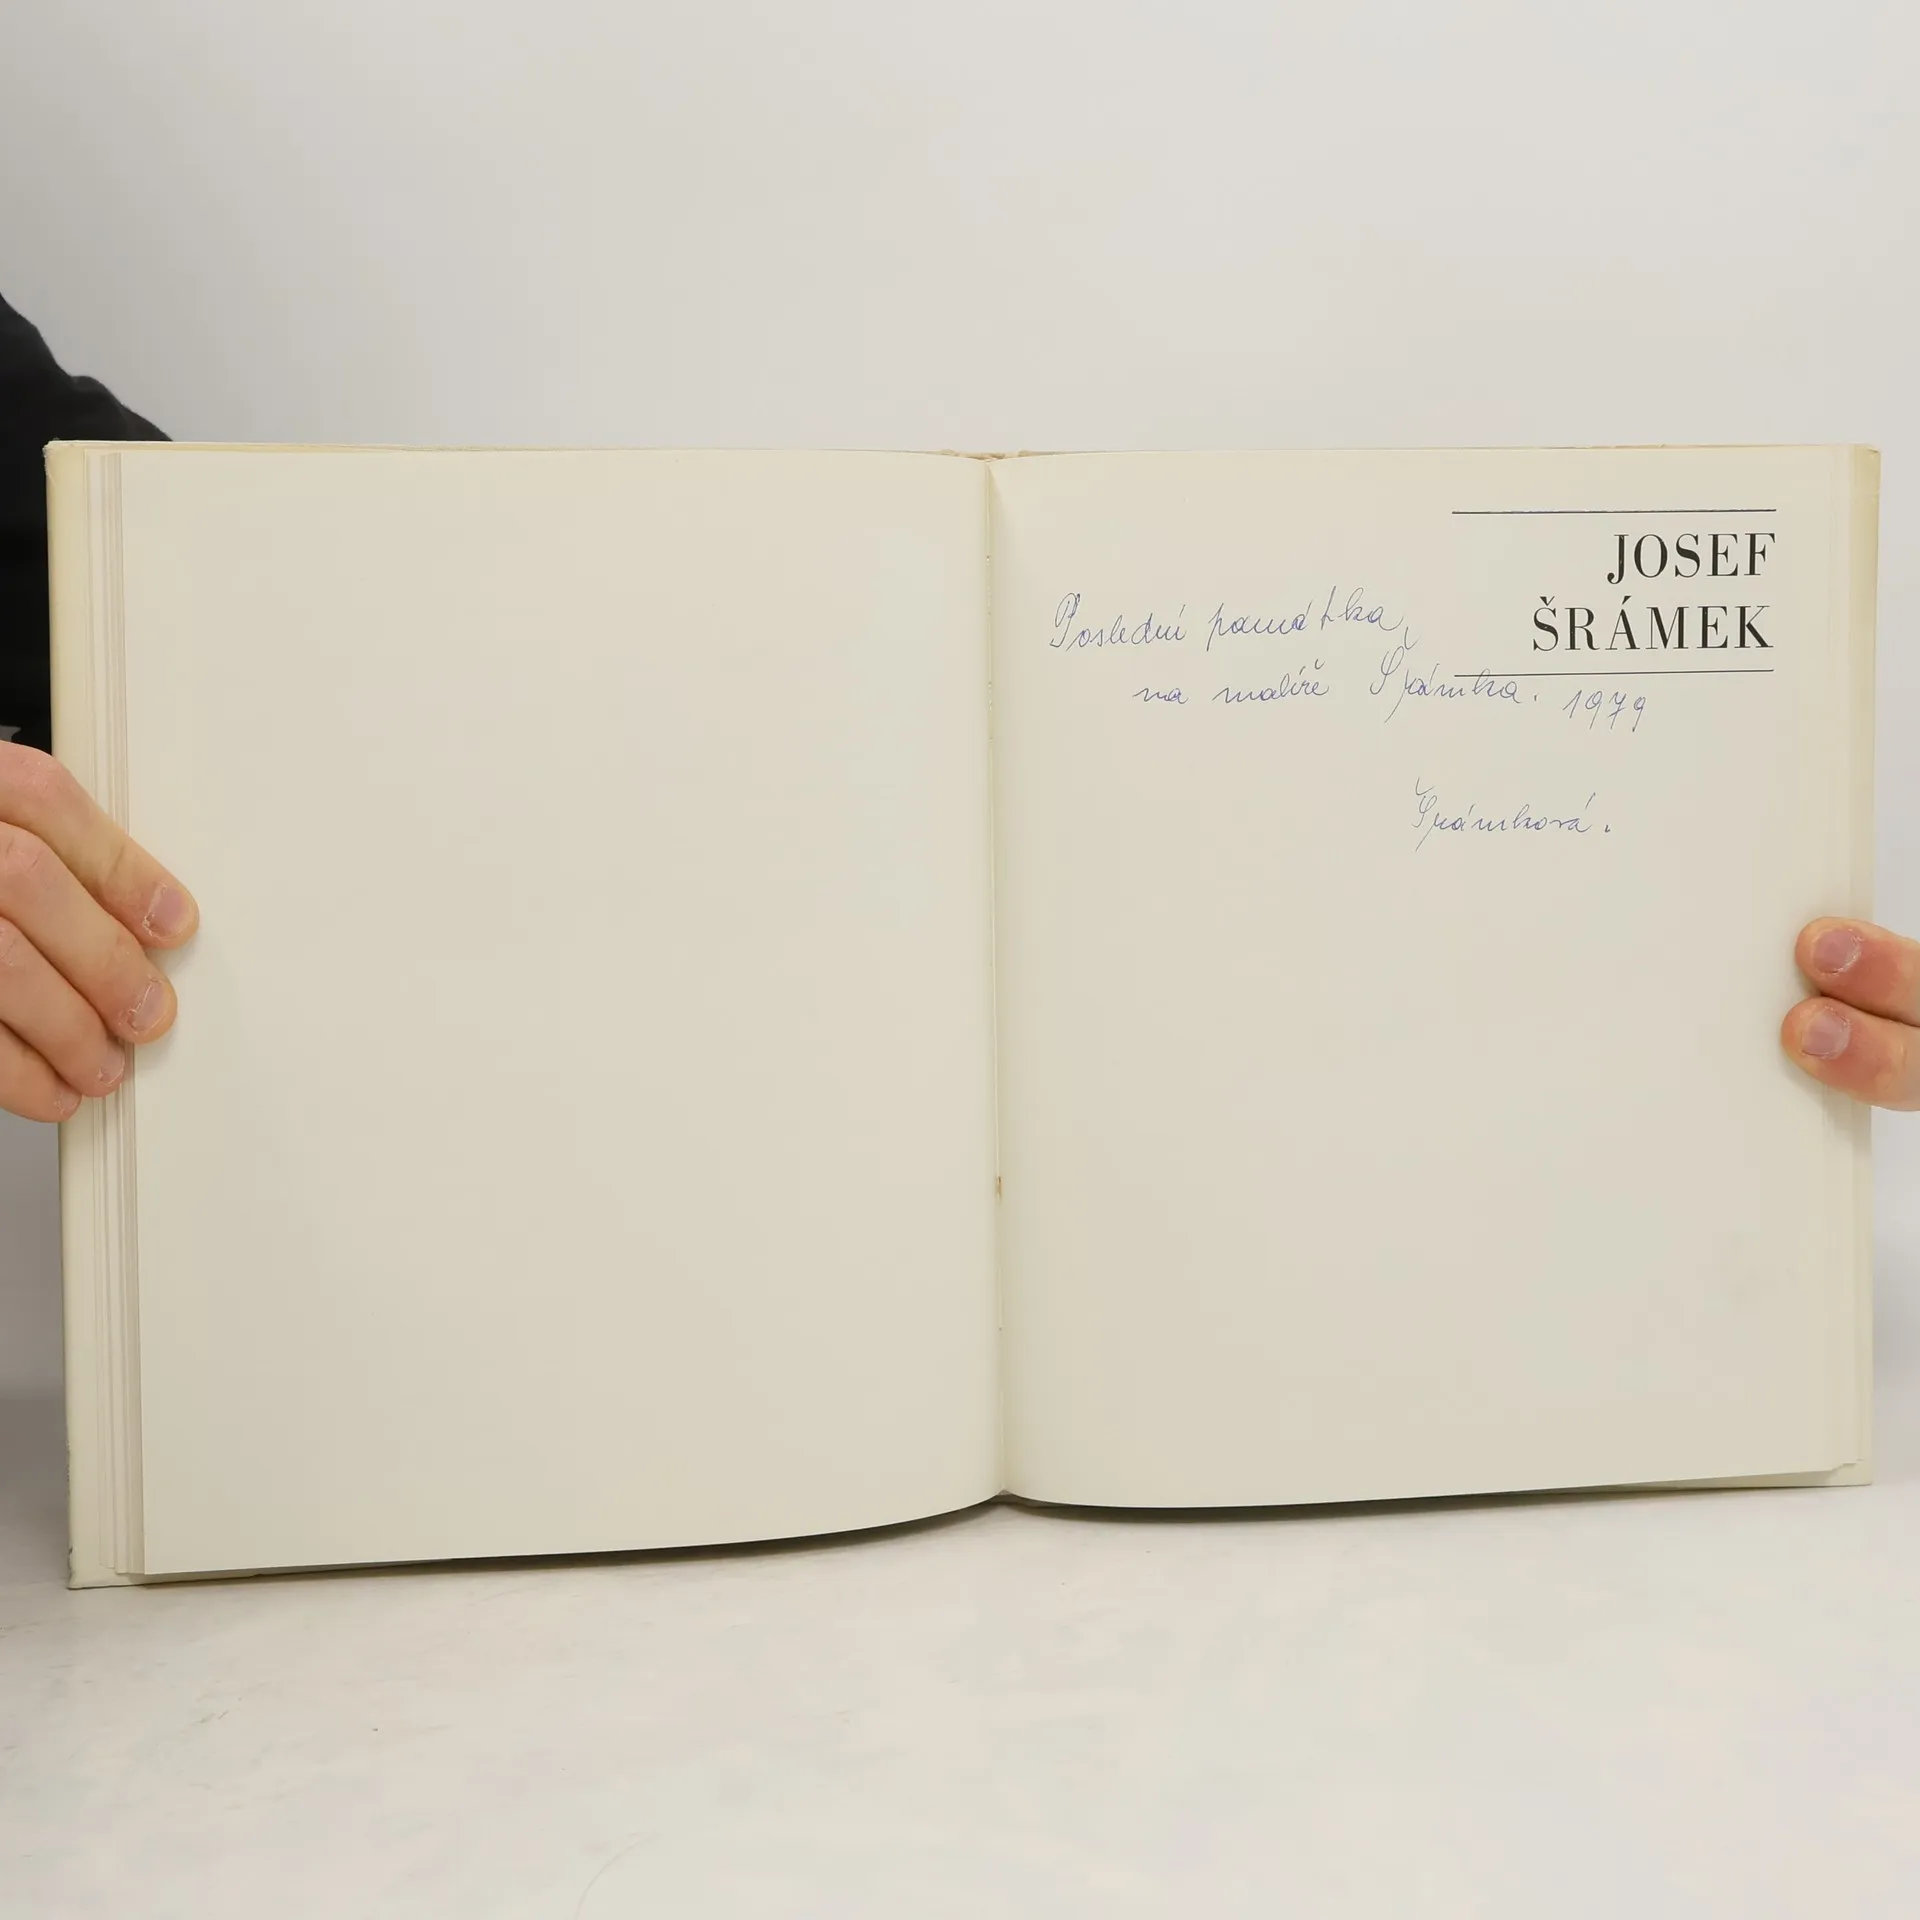 JOSEF
ŠRÁMEK
Poslední památka
na malíře Šrámka. 1979
Šrámková.